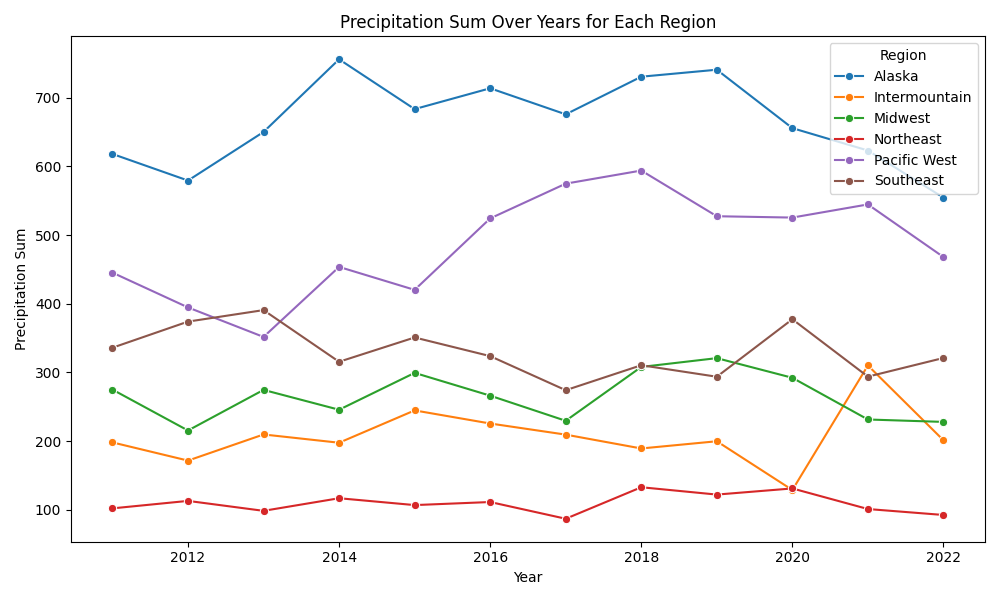 Precipitation Sum Over Years for Each Region
Region
Alaska
Intermountain
Midwest
Northeast
Pacific West
Southeast
Precipitation Sum
700
600
500
400
300
200
100
2012
2014
2016
2018
2020
2022
Year